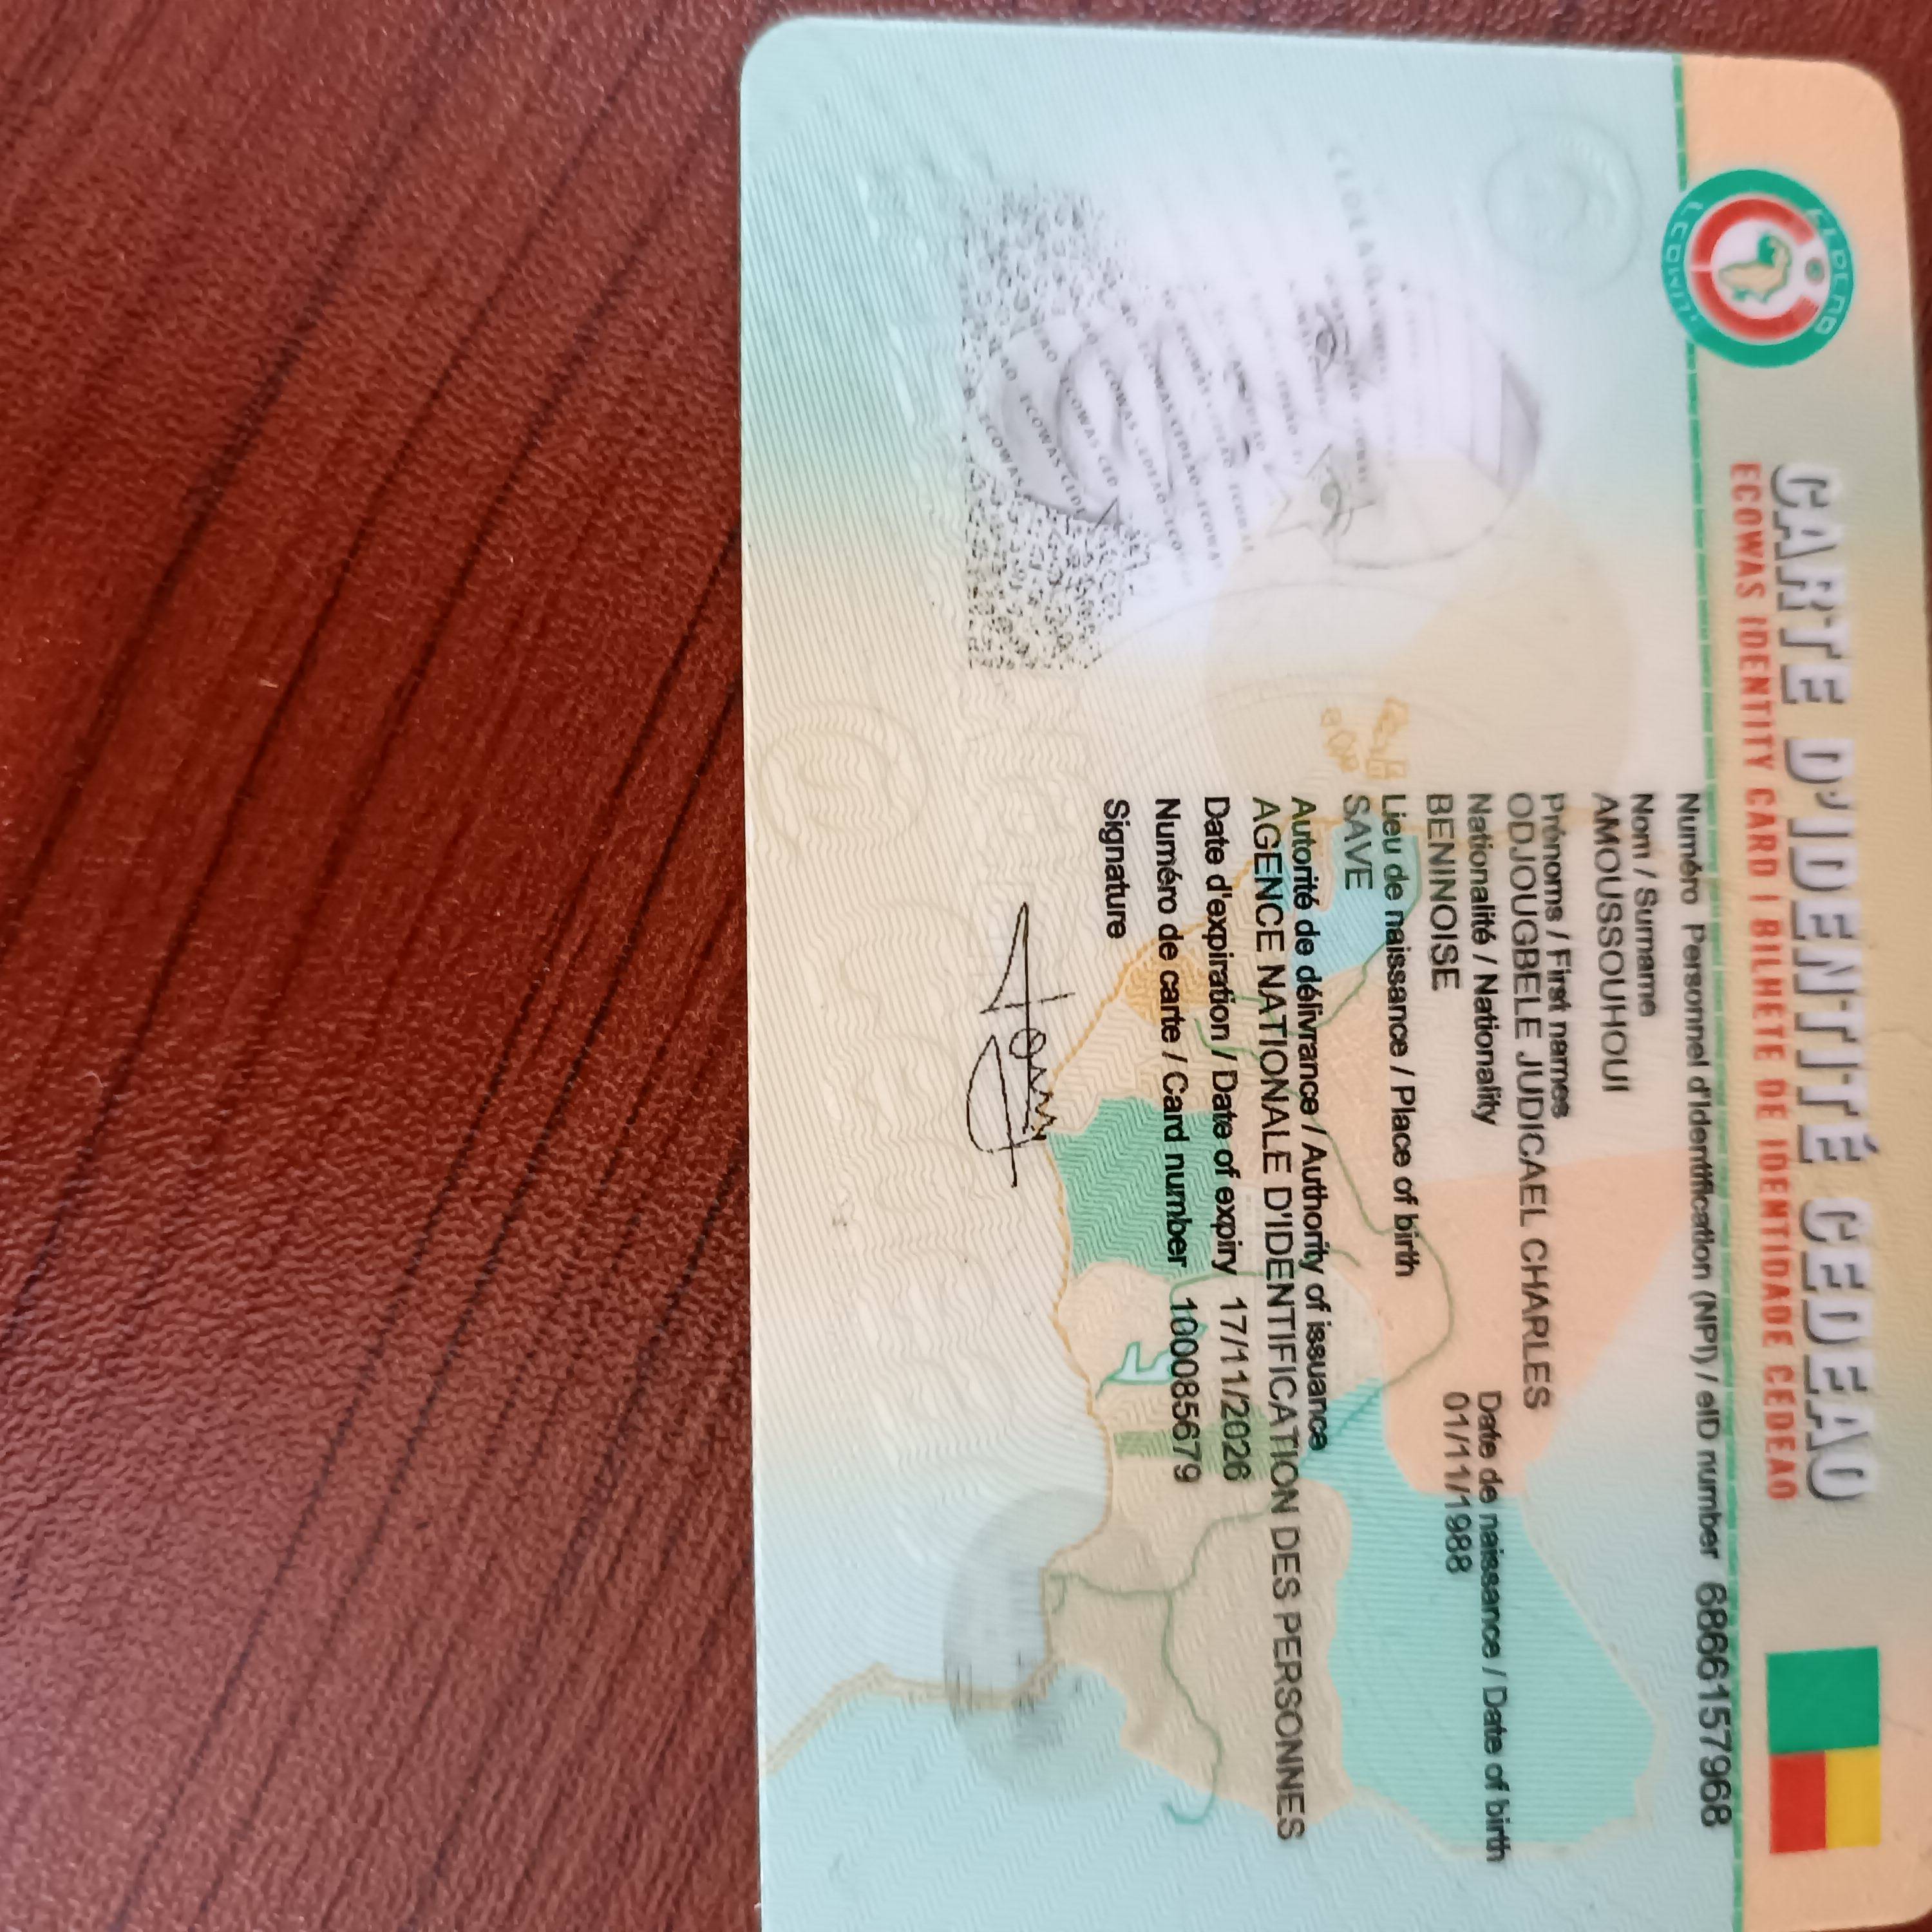 CARTE D'IDENTITÉ CEDEAO
ECOWAS IDENTITY CARD | BILHETE DE IDENTIDADE CEDEAO
Numéro Personnel d'Identification (NPI) / eID number 6866157968
Nom / Surname
AMOUSSOUHOUI
Prénoms / First names
ODJOUGBELE JUDICAEL CHARLES
Nationalité / Nationality Date de naissance / Date of birth
BENINOISE 01/11/1988
Lieu de naissance / Place of birth
SAVE
Autorité de délivrance / Authority of issuance
AGENCE NATIONALE D'IDENTIFICATION DES PERSONNES
Date d'expiration / Date of expiry 17/11/2026
Numéro de carte / Card number 100085679
Signature